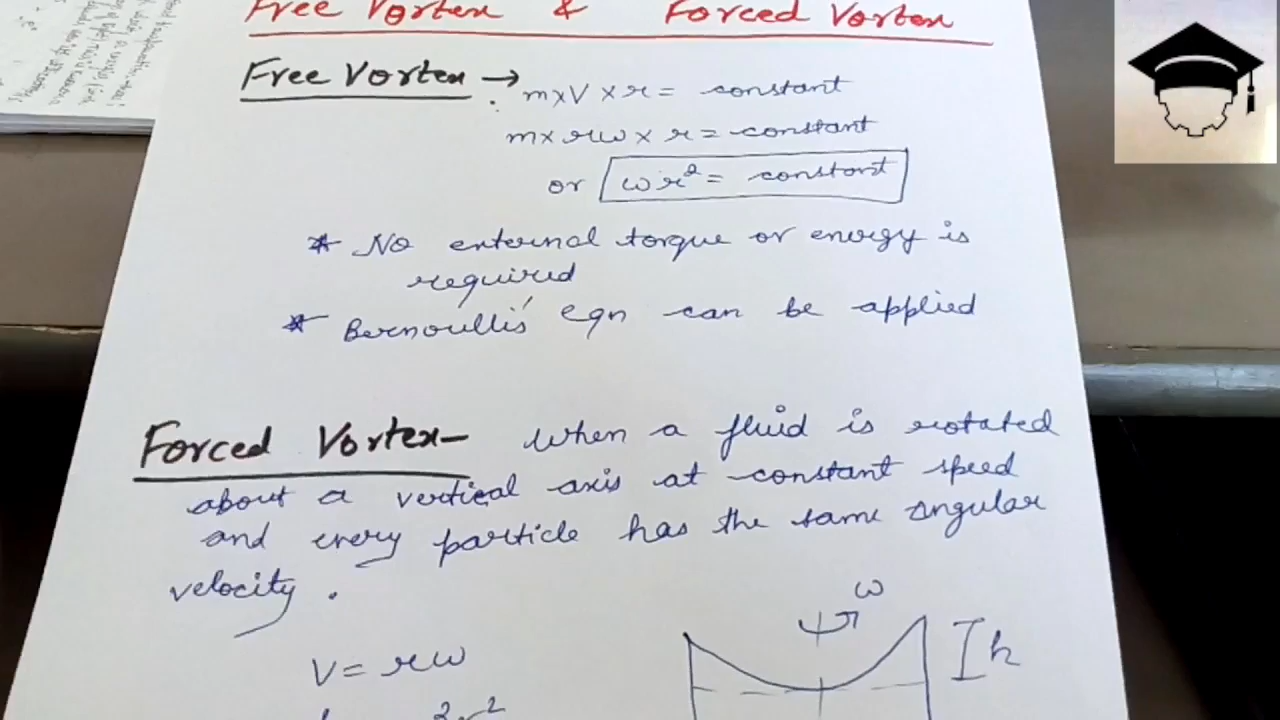 Free Vortex & Forced Vortex
Free Vortex →
m×V×r = constant
m×rω×r = constant
or ωr² = constant
* No external torque or energy is
required
* Bernoulli's eqn can be applied
Forced Vortex- When a fluid is rotated
about a vertical axis at constant speed
and every particle has the same angular
velocity.
ω
V = rω
h